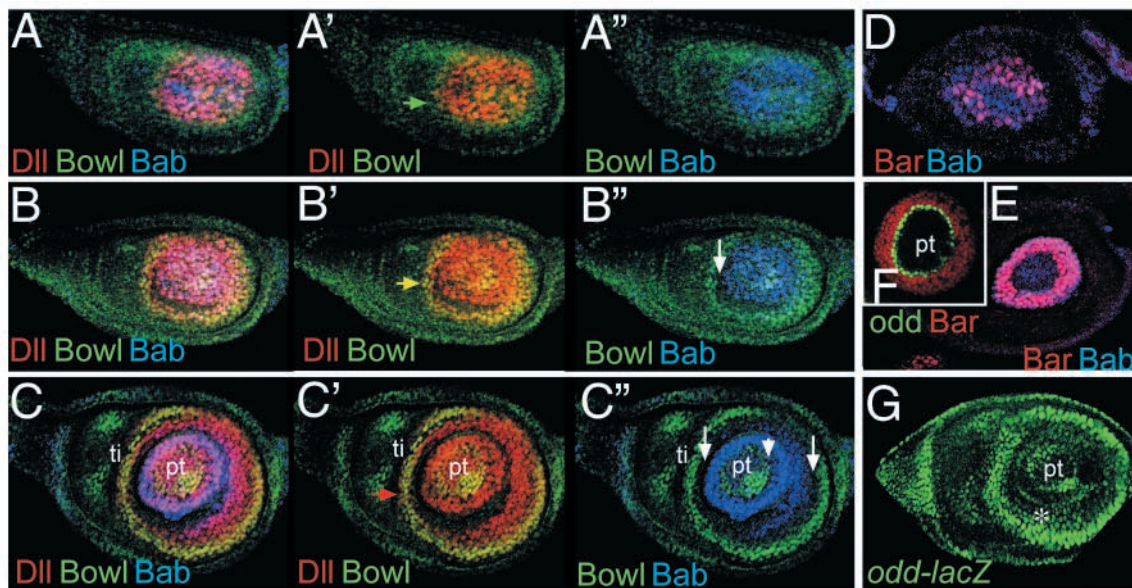 A
Dll Bowl Bab
A'
Dll Bowl
A"
Bowl Bab
D
Bar Bab
B
Dll Bowl Bab
B'
Dll Bowl
B"
Bowl Bab
pt
F
odd Bar
E
Bar Bab
C
ti
pt
Dll Bowl Bab
C'
ti
pt
Dll Bowl
C"
ti
pt
Bowl Bab
G
pt
*
odd-lacZ